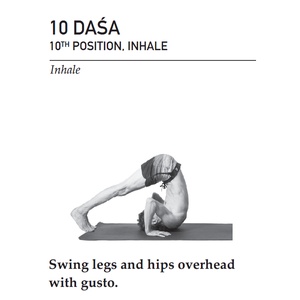 10 DAŚA
10TH POSITION, INHALE
Inhale
Swing legs and hips overhead
with gusto.